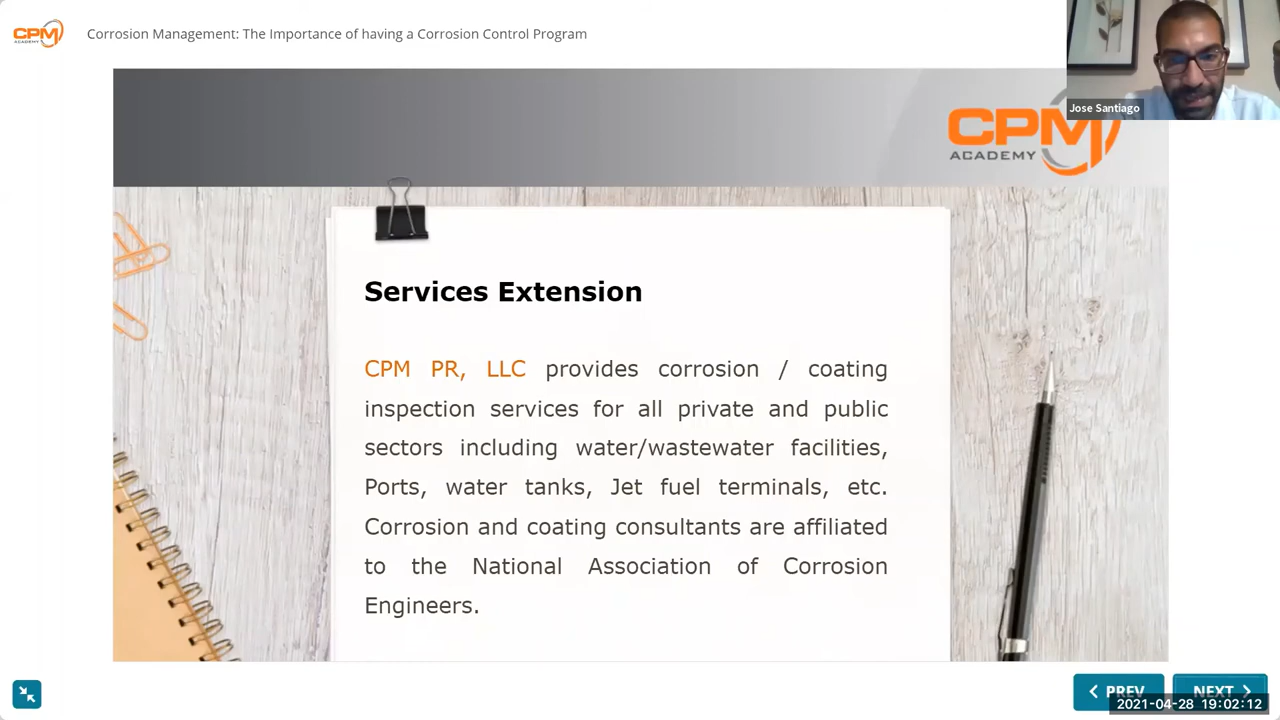 CPM
ACADEMY
Corrosion Management: The Importance of having a Corrosion Control Program
Jose Santiago
CPM
ACADEMY
Services Extension
CPM PR, LLC provides corrosion / coating
inspection services for all private and public
sectors including water/wastewater facilities,
Ports, water tanks, Jet fuel terminals, etc.
Corrosion and coating consultants are affiliated
to the National Association of Corrosion
Engineers.
PREV
NEXT
2021-04-28 19:02:12